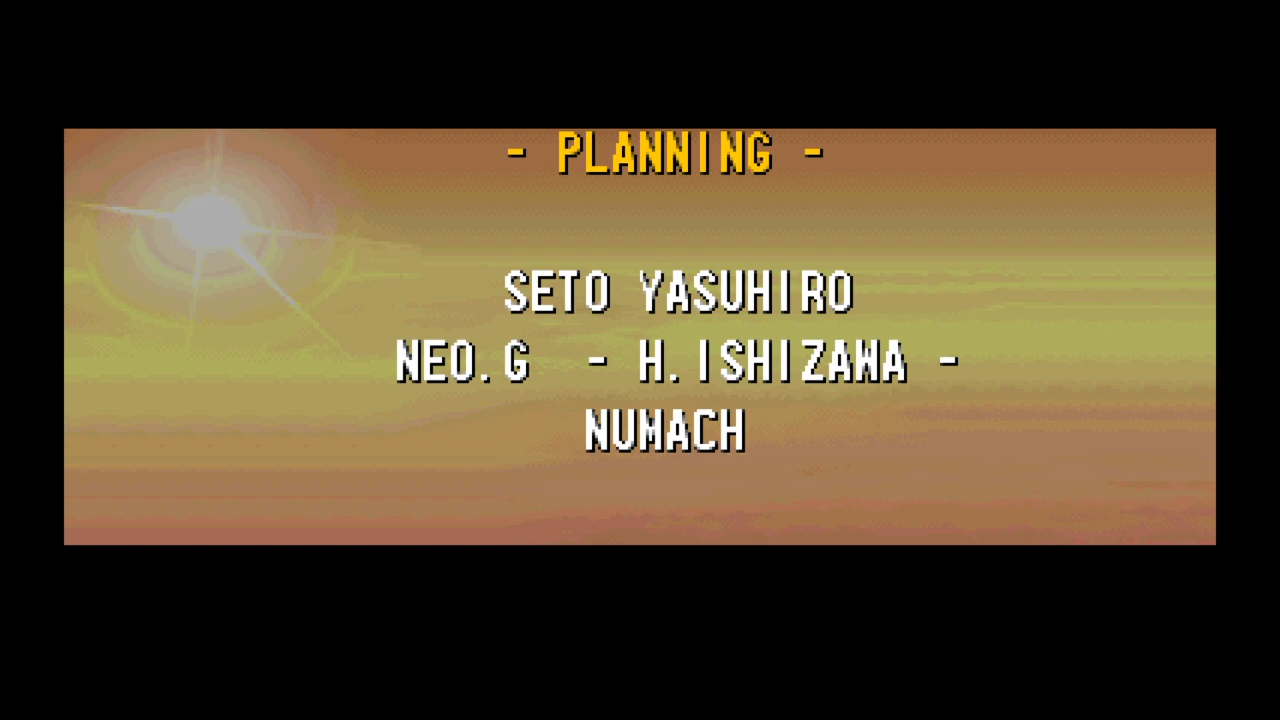 - PLANNING -
SETO YASUHIRO
NEO.G - H.ISHIZAWA -
NUMACH